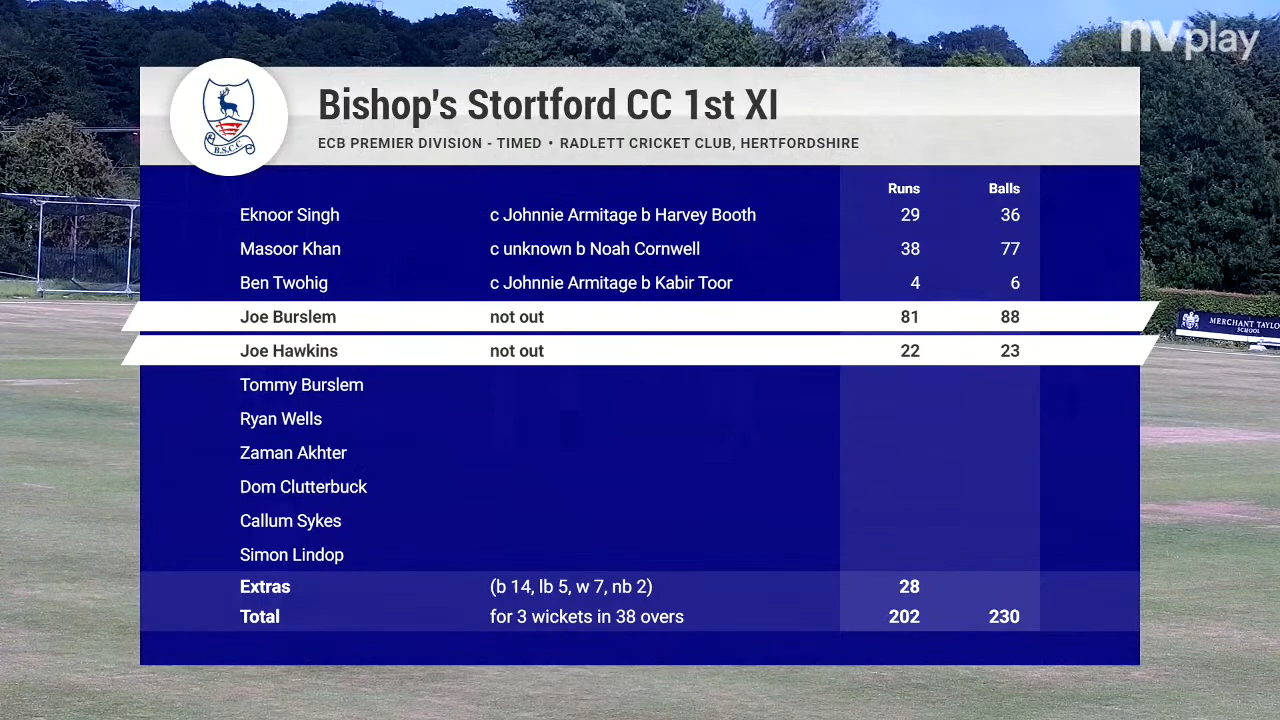 nvplay
Bishop's Stortford CC 1st XI
ECB PREMIER DIVISION - TIMED • RADLETT CRICKET CLUB, HERTFORDSHIRE
B.S.C.C.
Runs Balls
Eknoor Singh c Johnnie Armitage b Harvey Booth 29 36
Masoor Khan c unknown b Noah Cornwell 38 77
Ben Twohig c Johnnie Armitage b Kabir Toor 4 6
Joe Burslem not out 81 88
Joe Hawkins not out 22 23
Tommy Burslem
Ryan Wells
Zaman Akhter
Dom Clutterbuck
Callum Sykes
Simon Lindop
Extras (b 14, lb 5, w 7, nb 2) 28
Total for 3 wickets in 38 overs 202 230
MERCHANT TAYLO
SCHOOL